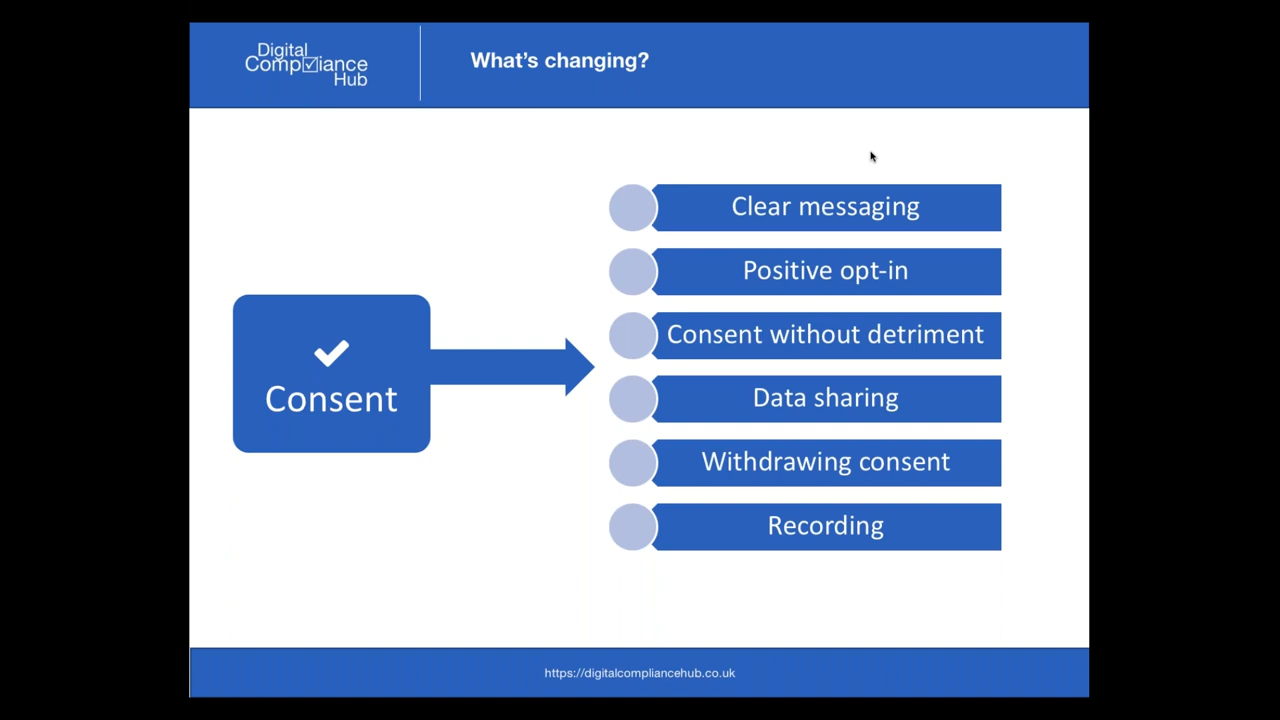 Digital
Compliance
Hub
What's changing?
Consent
Clear messaging
Positive opt-in
Consent without detriment
Data sharing
Withdrawing consent
Recording
https://digitalcompliancehub.co.uk